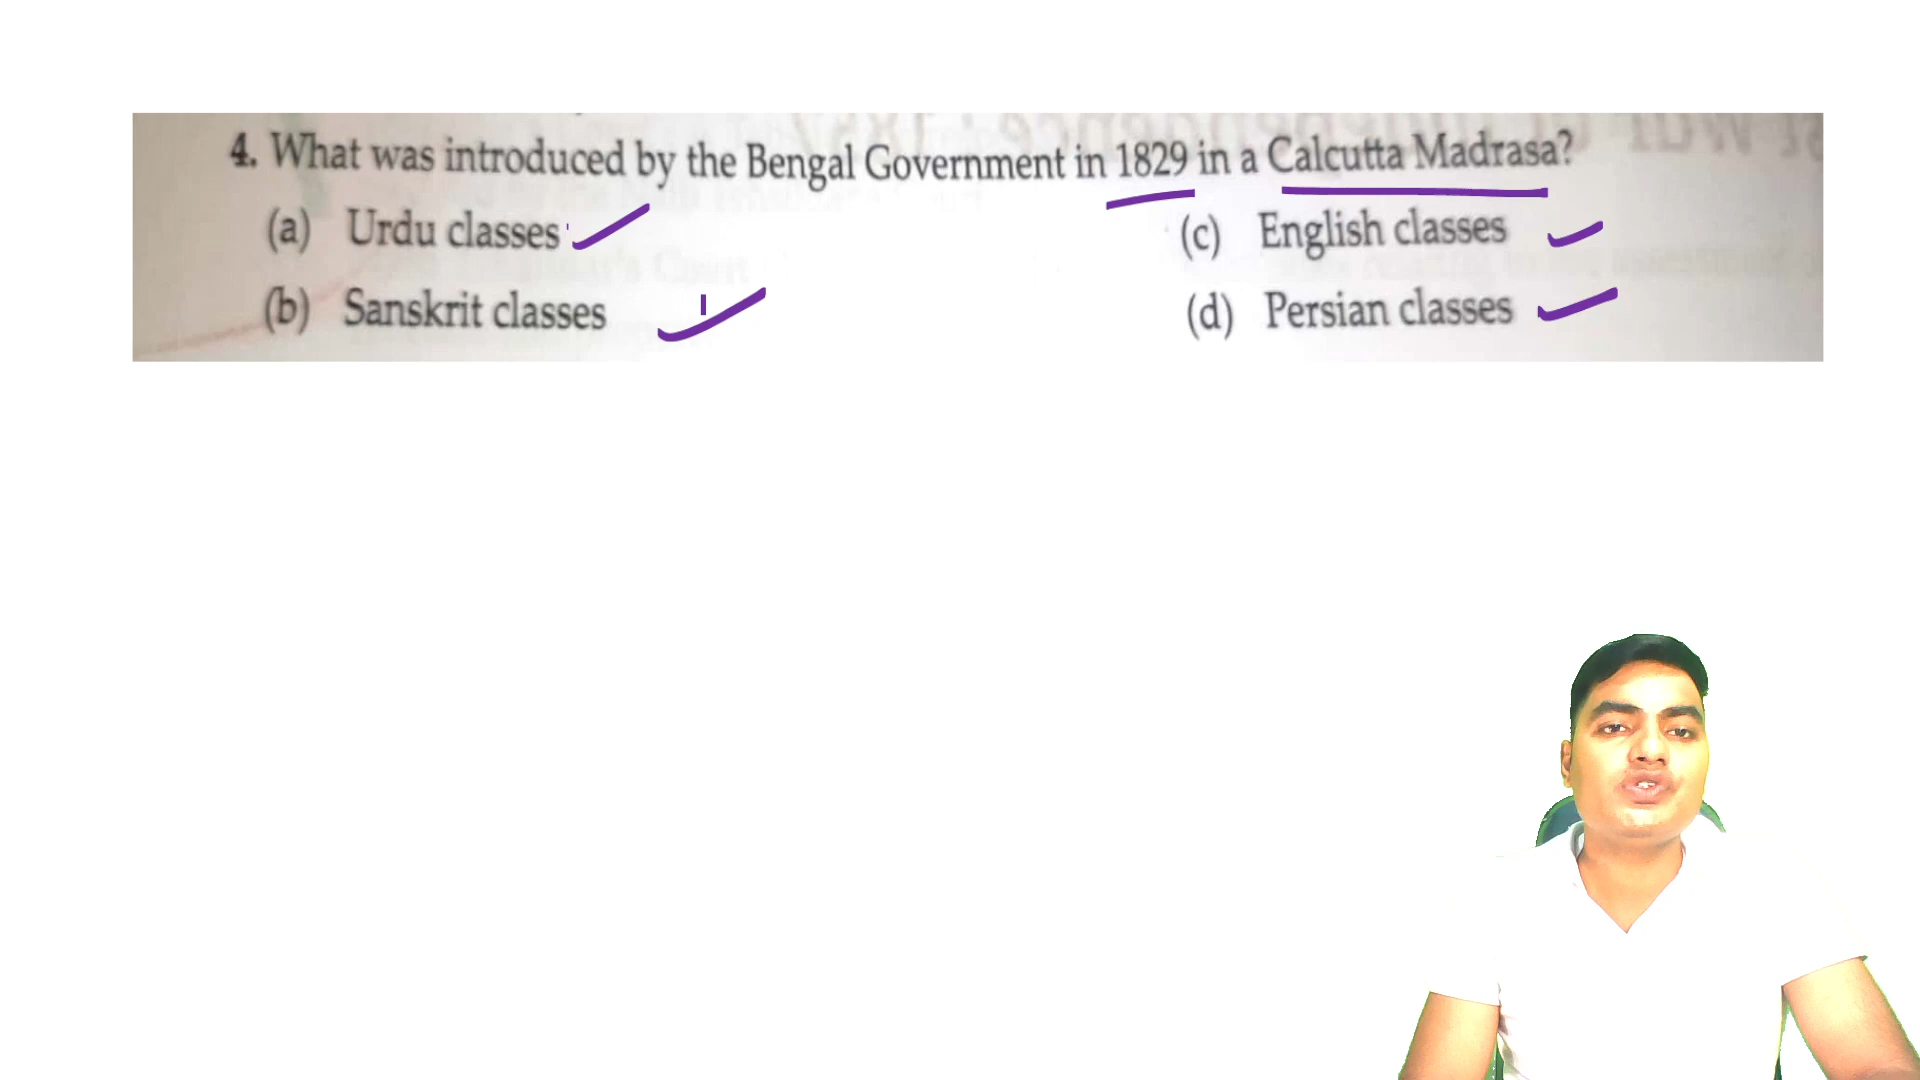 4. What was introduced by the Bengal Government in 1829 in a Calcutta Madrasa?
(a) Urdu classes
(c) English classes
(b) Sanskrit classes
(d) Persian classes